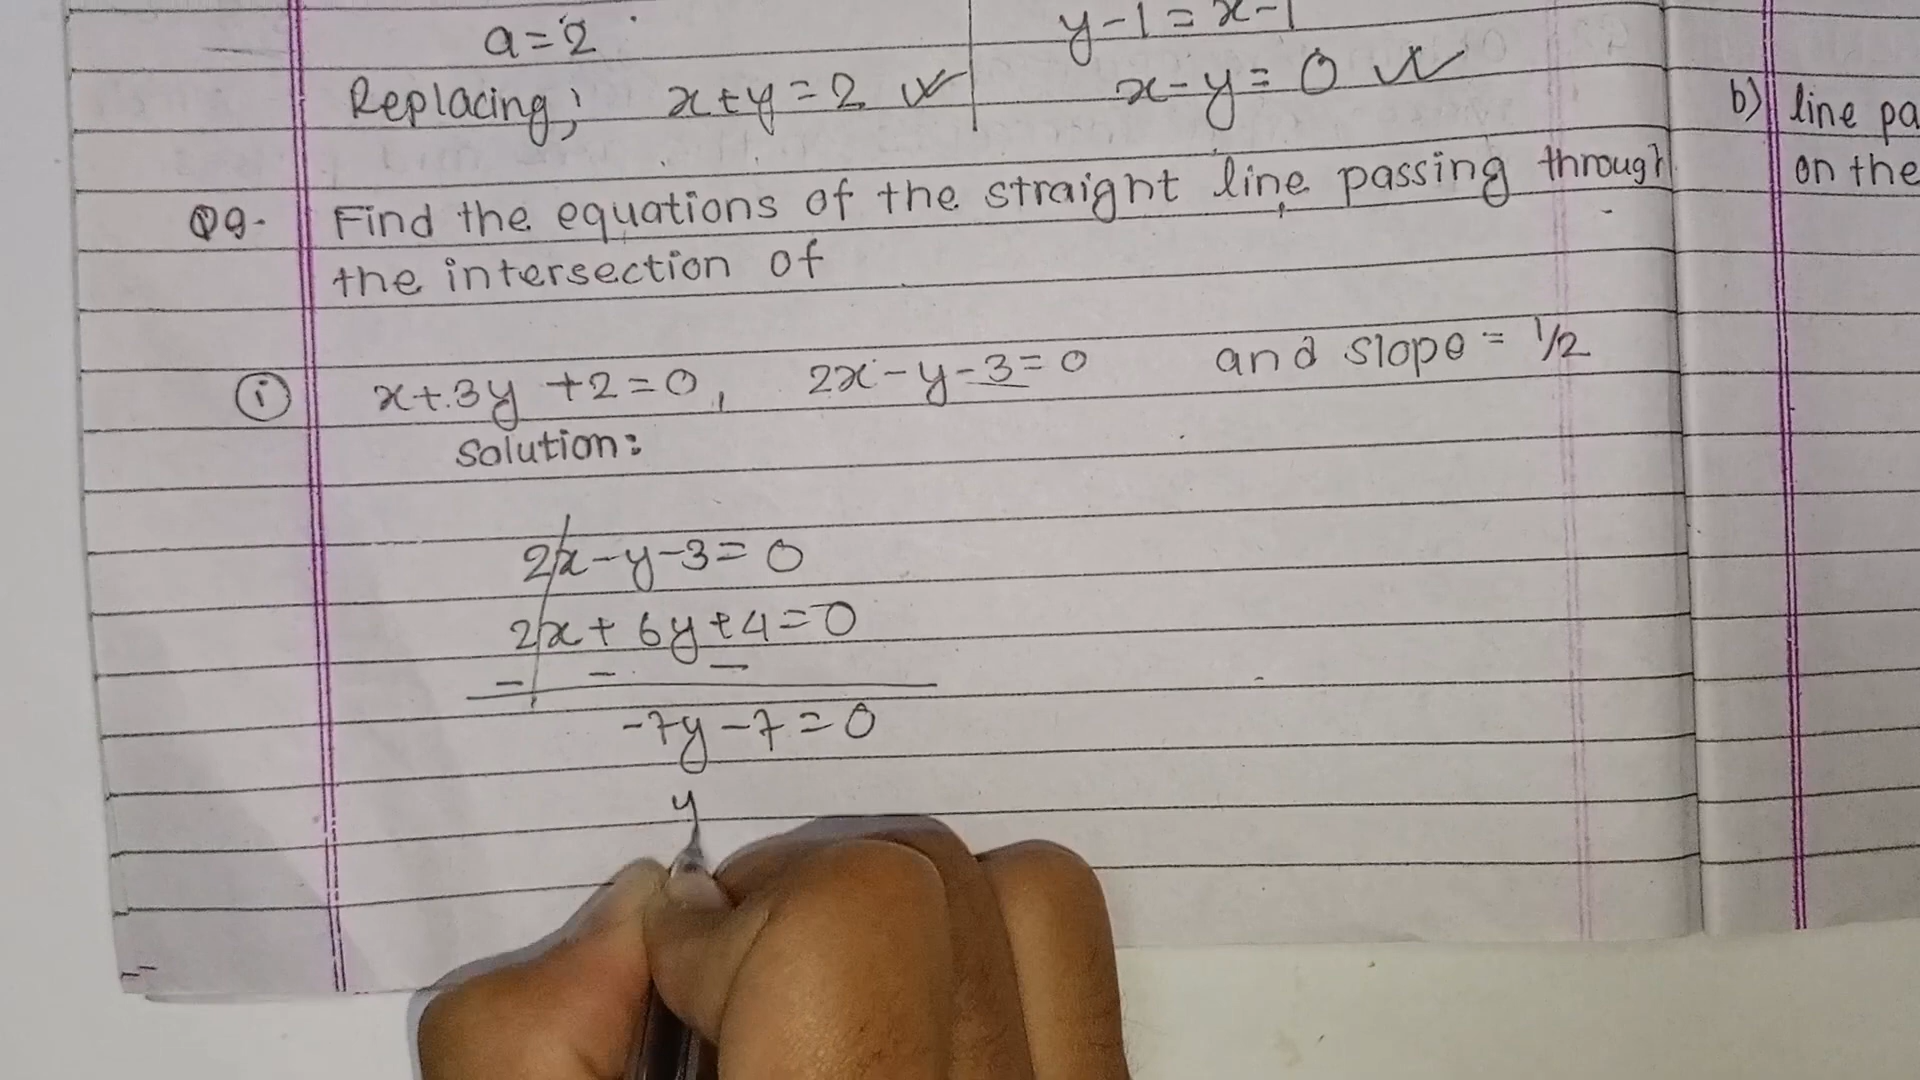 a=2
Replacing; x+y=2
y-1=x-1
x-y=0
Q9. Find the equations of the straight line passing through
the intersection of
(i) x+3y+2=0, 2x-y-3=0 and slope=1/2
Solution:
2x-y-3=0
2x+6y+4=0
- - -
-7y-7=0
y
b) line pa
on the